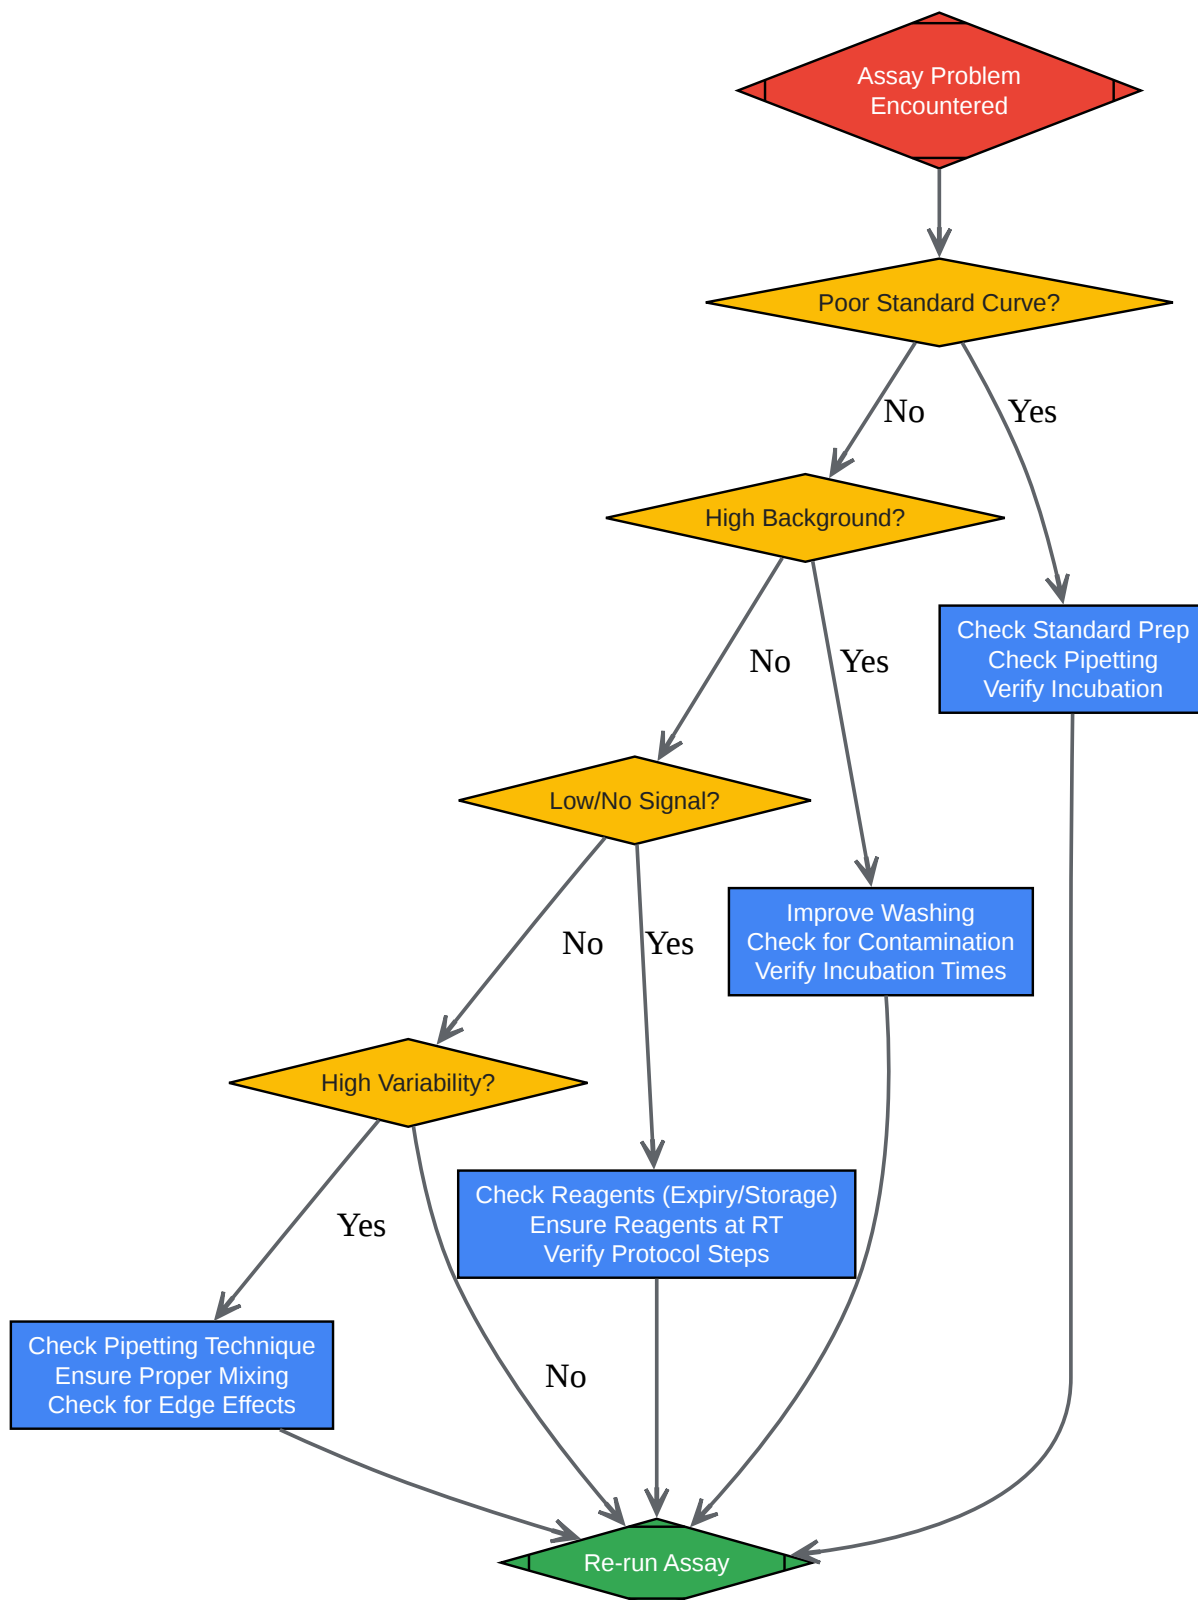 Assay Problem
Encountered
Poor Standard Curve?
No
Yes
High Background?
Check Standard Prep
Check Pipetting
Verify Incubation
No
Yes
Low/No Signal?
Improve Washing
Check for Contamination
Verify Incubation Times
No
Yes
High Variability?
Check Reagents (Expiry/Storage)
Ensure Reagents at RT
Verify Protocol Steps
Yes
No
Check Pipetting Technique
Ensure Proper Mixing
Check for Edge Effects
Re-run Assay